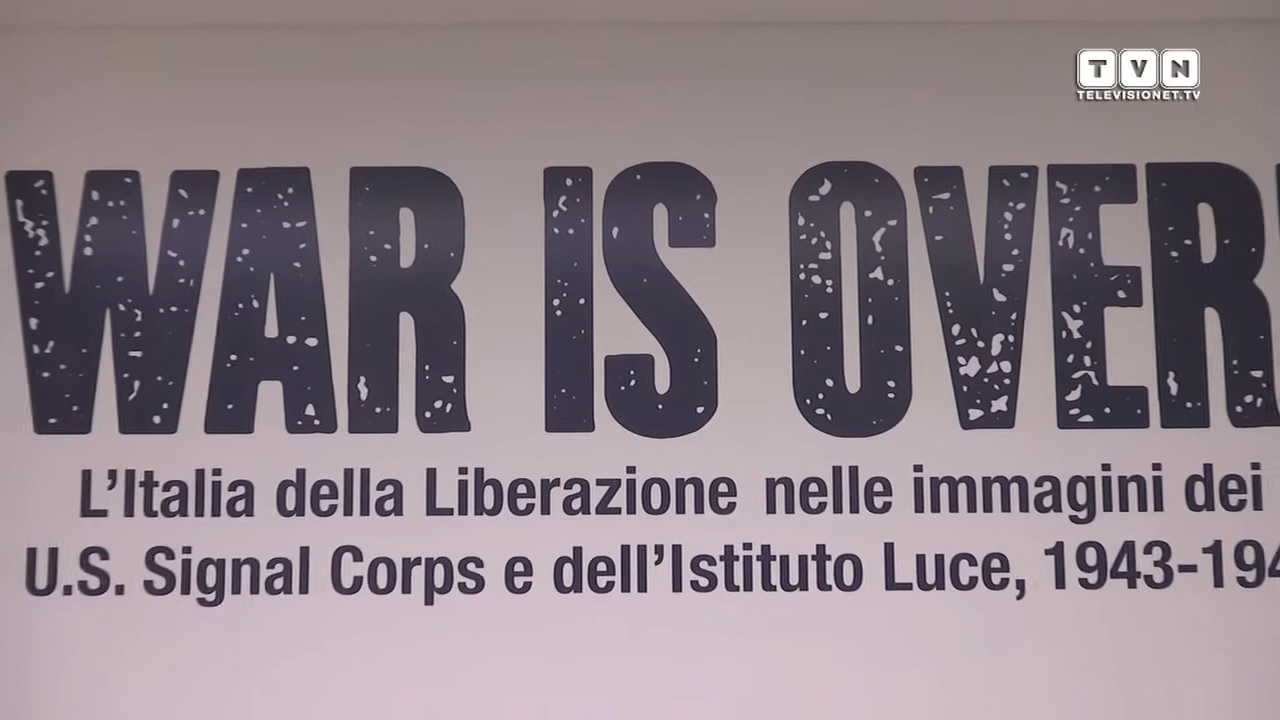 TVN
TELEVISIONET.TV
WAR IS OVER
L'Italia della Liberazione nelle immagini dei
U.S. Signal Corps e dell'Istituto Luce, 1943-194